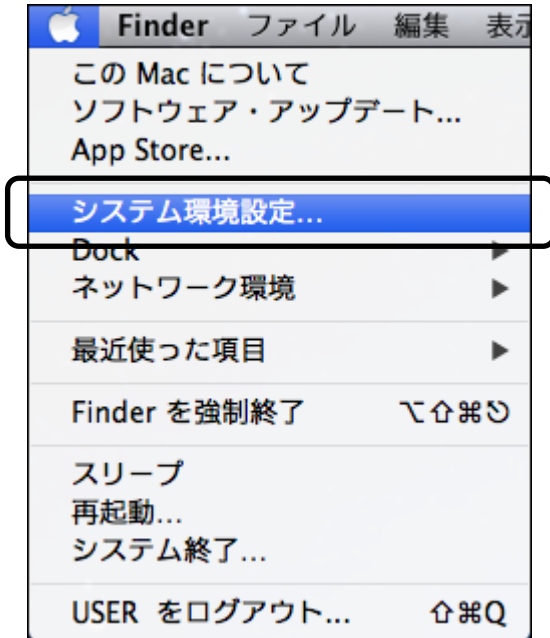 Finder ファイル 編集 表示
この Mac について
ソフトウェア・アップデート...
App Store...
システム環境設定...
Dock
ネットワーク環境
最近使った項目
Finder を強制終了 ⌥⇧⌘⎋
スリープ
再起動...
システム終了...
USER をログアウト... ⇧⌘Q